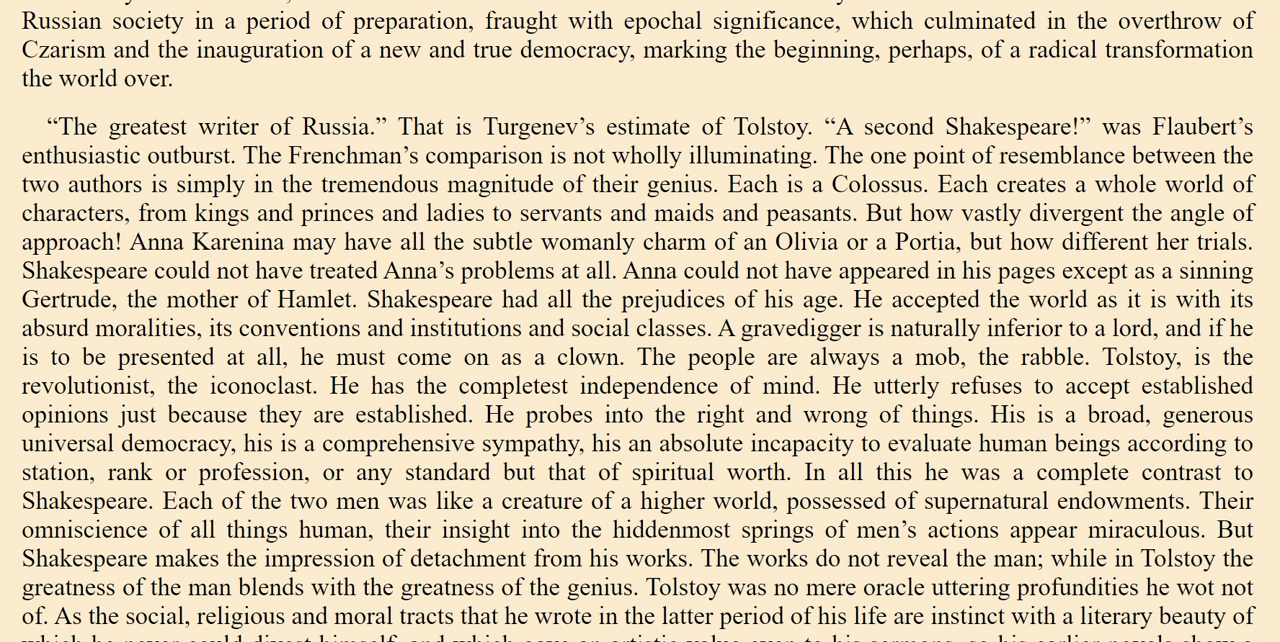 Russian society in a period of preparation, fraught with epochal significance, which culminated in the overthrow of
Czarism and the inauguration of a new and true democracy, marking the beginning, perhaps, of a radical transformation
the world over.
“The greatest writer of Russia.” That is Turgenev’s estimate of Tolstoy. “A second Shakespeare!” was Flaubert’s
enthusiastic outburst. The Frenchman’s comparison is not wholly illuminating. The one point of resemblance between the
two authors is simply in the tremendous magnitude of their genius. Each is a Colossus. Each creates a whole world of
characters, from kings and princes and ladies to servants and maids and peasants. But how vastly divergent the angle of
approach! Anna Karenina may have all the subtle womanly charm of an Olivia or a Portia, but how different her trials.
Shakespeare could not have treated Anna’s problems at all. Anna could not have appeared in his pages except as a sinning
Gertrude, the mother of Hamlet. Shakespeare had all the prejudices of his age. He accepted the world as it is with its
absurd moralities, its conventions and institutions and social classes. A gravedigger is naturally inferior to a lord, and if he
is to be presented at all, he must come on as a clown. The people are always a mob, the rabble. Tolstoy, is the
revolutionist, the iconoclast. He has the completest independence of mind. He utterly refuses to accept established
opinions just because they are established. He probes into the right and wrong of things. His is a broad, generous
universal democracy, his is a comprehensive sympathy, his an absolute incapacity to evaluate human beings according to
station, rank or profession, or any standard but that of spiritual worth. In all this he was a complete contrast to
Shakespeare. Each of the two men was like a creature of a higher world, possessed of supernatural endowments. Their
omniscience of all things human, their insight into the hiddenmost springs of men’s actions appear miraculous. But
Shakespeare makes the impression of detachment from his works. The works do not reveal the man; while in Tolstoy the
greatness of the man blends with the greatness of the genius. Tolstoy was no mere oracle uttering profundities he wot not
of. As the social, religious and moral tracts that he wrote in the latter period of his life are instinct with a literary beauty of